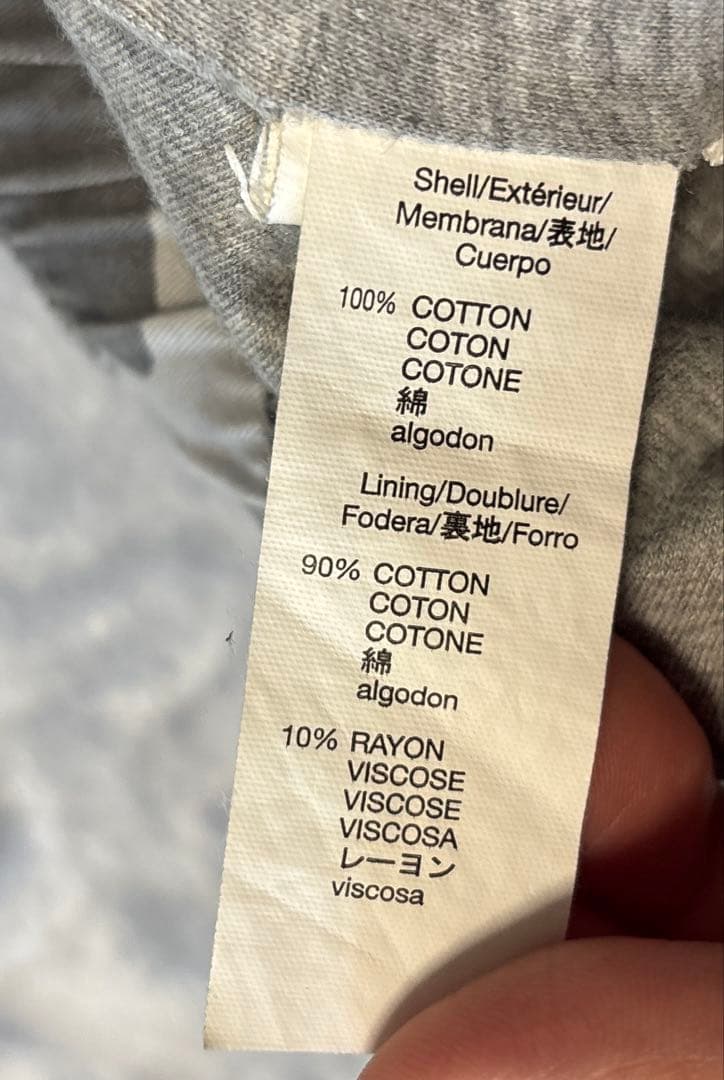 Shell/Extérieur/
Membrana/表地/
Cuerpo
100% COTTON
COTON
COTONE
綿
algodon
Lining/Doublure/
Fodera/裏地/Forro
90% COTTON
COTON
COTONE
綿
algodon
10% RAYON
VISCOSE
VISCOSE
VISCOSA
レーヨン
viscosa